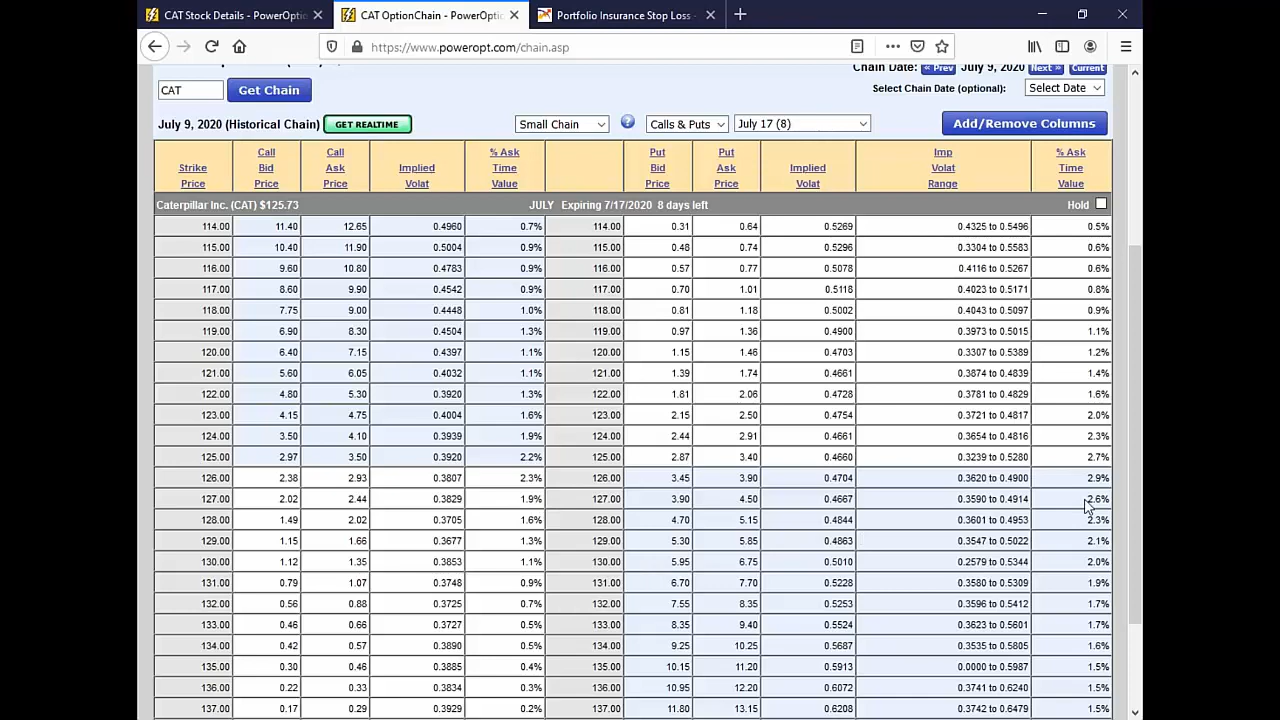 CAT Stock Details - PowerOptio
CAT OptionChain - PowerOptio
Portfolio Insurance Stop Loss
https://www.poweropt.com/chain.asp
Chain Date: << Prev July 9, 2020 Next >> Current
CAT Get Chain Select Chain Date (optional): Select Date
July 9, 2020 (Historical Chain) GET REALTIME Small Chain ? Calls & Puts July 17 (8) Add/Remove Columns
Strike Price Call Bid Price Call Ask Price Implied Volat % Ask Time Value Put Bid Price Put Ask Price Implied Volat Imp Volat Range % Ask Time Value
Caterpillar Inc. (CAT) $125.73 JULY Expiring 7/17/2020 8 days left Hold
114.00 11.40 12.65 0.4960 0.7% 114.00 0.31 0.64 0.5269 0.4325 to 0.5496 0.5%
115.00 10.40 11.90 0.5004 0.9% 115.00 0.48 0.74 0.5296 0.3304 to 0.5583 0.6%
116.00 9.60 10.80 0.4783 0.9% 116.00 0.57 0.77 0.5078 0.4116 to 0.5267 0.6%
117.00 8.60 9.90 0.4542 0.9% 117.00 0.70 1.01 0.5118 0.4023 to 0.5171 0.8%
118.00 7.75 9.00 0.4448 1.0% 118.00 0.81 1.18 0.5002 0.4043 to 0.5097 0.9%
119.00 6.90 8.30 0.4504 1.3% 119.00 0.97 1.36 0.4900 0.3973 to 0.5015 1.1%
120.00 6.40 7.15 0.4397 1.1% 120.00 1.15 1.46 0.4703 0.3307 to 0.5389 1.2%
121.00 5.60 6.05 0.4032 1.1% 121.00 1.39 1.74 0.4661 0.3874 to 0.4839 1.4%
122.00 4.80 5.30 0.3920 1.3% 122.00 1.81 2.06 0.4728 0.3781 to 0.4829 1.6%
123.00 4.15 4.75 0.4004 1.6% 123.00 2.15 2.50 0.4754 0.3721 to 0.4817 2.0%
124.00 3.50 4.10 0.3939 1.9% 124.00 2.44 2.91 0.4661 0.3654 to 0.4816 2.3%
125.00 2.97 3.50 0.3920 2.2% 125.00 2.87 3.40 0.4660 0.3239 to 0.5280 2.7%
126.00 2.38 2.93 0.3807 2.3% 126.00 3.45 3.90 0.4704 0.3620 to 0.4900 2.9%
127.00 2.02 2.44 0.3829 1.9% 127.00 3.90 4.50 0.4667 0.3590 to 0.4914 2.6%
128.00 1.49 2.02 0.3705 1.6% 128.00 4.70 5.15 0.4844 0.3601 to 0.4953 2.3%
129.00 1.15 1.66 0.3677 1.3% 129.00 5.30 5.85 0.4863 0.3547 to 0.5022 2.1%
130.00 1.12 1.35 0.3853 1.1% 130.00 5.95 6.75 0.5010 0.2579 to 0.5344 2.0%
131.00 0.79 1.07 0.3748 0.9% 131.00 6.70 7.70 0.5228 0.3580 to 0.5309 1.9%
132.00 0.56 0.88 0.3725 0.7% 132.00 7.55 8.35 0.5253 0.3596 to 0.5412 1.7%
133.00 0.46 0.66 0.3727 0.5% 133.00 8.35 9.40 0.5524 0.3623 to 0.5601 1.7%
134.00 0.42 0.57 0.3890 0.5% 134.00 9.25 10.25 0.5687 0.3535 to 0.5805 1.6%
135.00 0.30 0.46 0.3885 0.4% 135.00 10.15 11.20 0.5913 0.0000 to 0.5987 1.5%
136.00 0.22 0.33 0.3834 0.3% 136.00 10.95 12.20 0.6072 0.3741 to 0.6240 1.5%
137.00 0.17 0.29 0.3929 0.2% 137.00 11.80 13.15 0.6208 0.3742 to 0.6479 1.5%